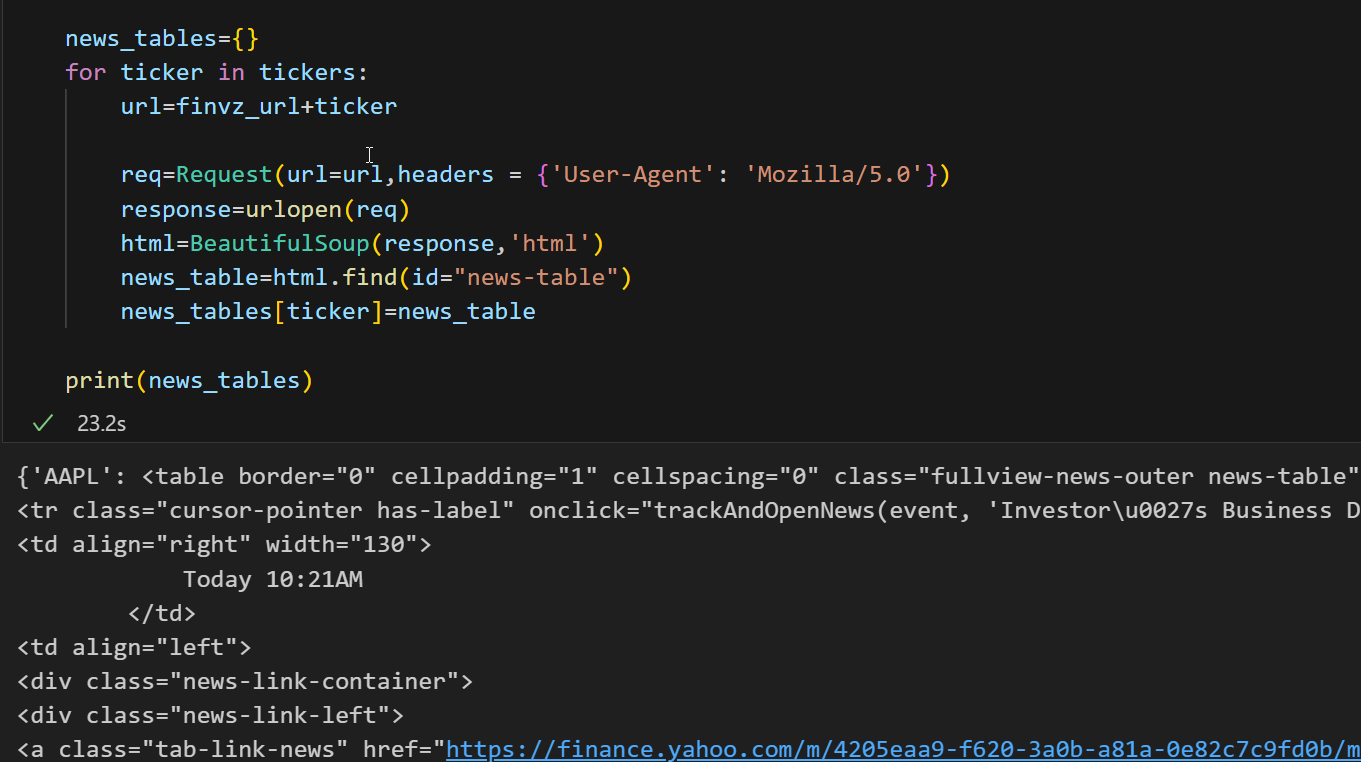 news_tables={}
for ticker in tickers:
    url=finvz_url+ticker
    req=Request(url=url,headers = {'User-Agent': 'Mozilla/5.0'})
    response=urlopen(req)
    html=BeautifulSoup(response,'html')
    news_table=html.find(id="news-table")
    news_tables[ticker]=news_table
print(news_tables)
23.2s
{'AAPL': <table border="0" cellpadding="1" cellspacing="0" class="fullview-news-outer news-table"
<tr class="cursor-pointer has-label" onclick="trackAndOpenNews(event, 'Investor\u0027s Business D
<td align="right" width="130">
            Today 10:21AM
        </td>
<td align="left">
<div class="news-link-container">
<div class="news-link-left">
<a class="tab-link-news" href="https://finance.yahoo.com/m/4205eaa9-f620-3a0b-a81a-0e82c7c9fd0b/m